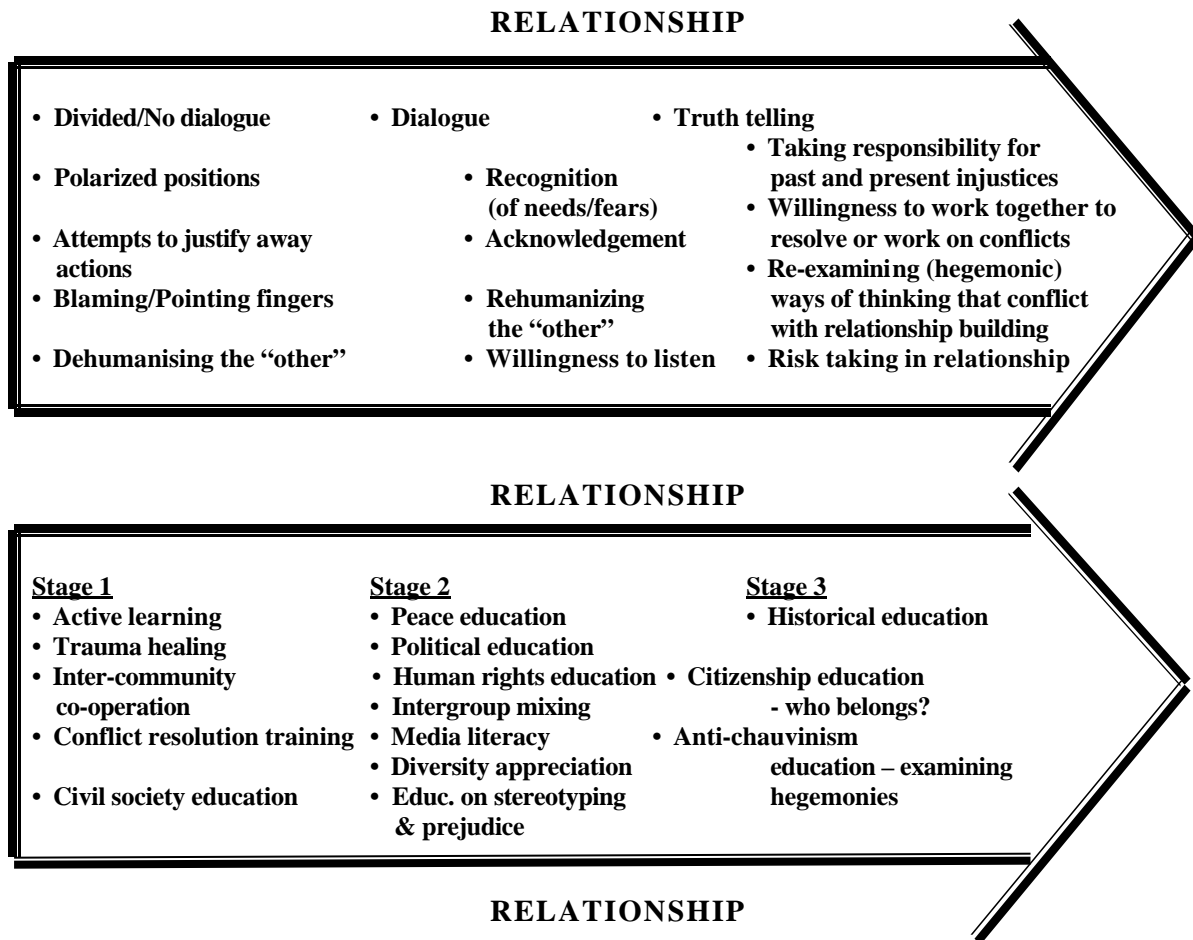 RELATIONSHIP
• Divided/No dialogue • Dialogue • Truth telling
• Taking responsibility for
• Polarized positions • Recognition past and present injustices
(of needs/fears) • Willingness to work together to
• Attempts to justify away • Acknowledgement resolve or work on conflicts
actions • Re-examining (hegemonic)
• Blaming/Pointing fingers • Rehumanizing ways of thinking that conflict
the “other” with relationship building
• Dehumanising the “other” • Willingness to listen • Risk taking in relationship
RELATIONSHIP
Stage 1 Stage 2 Stage 3
• Active learning • Peace education • Historical education
• Trauma healing • Political education
• Inter-community • Human rights education • Citizenship education
co-operation • Intergroup mixing - who belongs?
• Conflict resolution training • Media literacy • Anti-chauvinism
• Diversity appreciation education – examining
• Civil society education • Educ. on stereotyping hegemonies
& prejudice
RELATIONSHIP